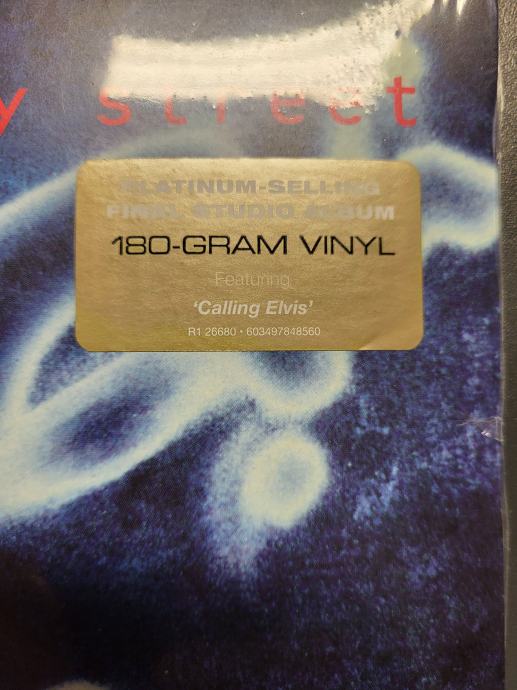 y street
PLATINUM-SELLING
FINAL STUDIO ALBUM
180-GRAM VINYL
Featuring
‘Calling Elvis’
R1 26680 • 603497848560